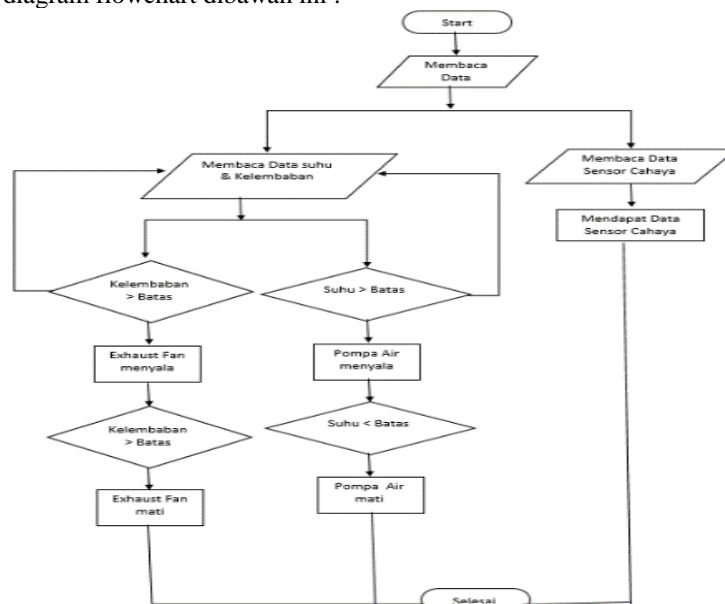 diagram flowchart dibawah ini :
Start
Membaca
Data
Membaca Data suhu
& Kelembaban
Membaca Data
Sensor Cahaya
Mendapat Data
Sensor Cahaya
Kelembaban
> Batas
Suhu > Batas
Exhaust Fan
menyala
Pompa Air
menyala
Kelembaban
> Batas
Suhu < Batas
Exhaust Fan
mati
Pompa Air
mati
Selesai